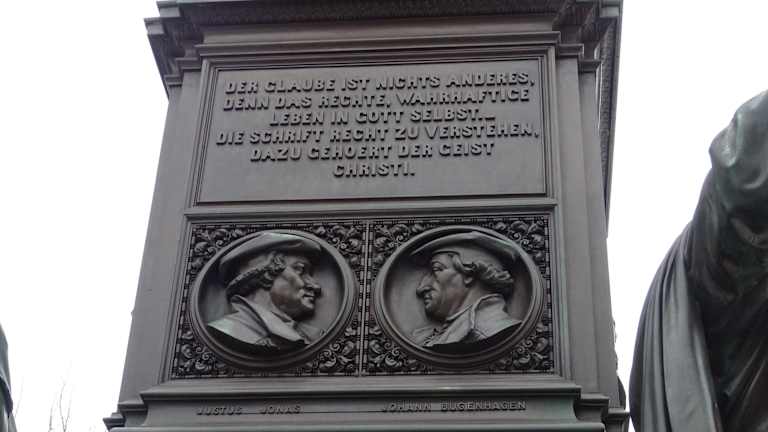 DER GLAUBE IST NICHTS ANDERES,
DENN DAS RECHTE, WAHRHAFTIGE
LEBEN IN GOTT SELBST._
DIE SCHRIFT RECHT ZU VERSTEHEN,
DAZU GEHOERT DER GEIST
CHRISTI.
JUSTUS JONAS
JOHANN BUGENHAGEN